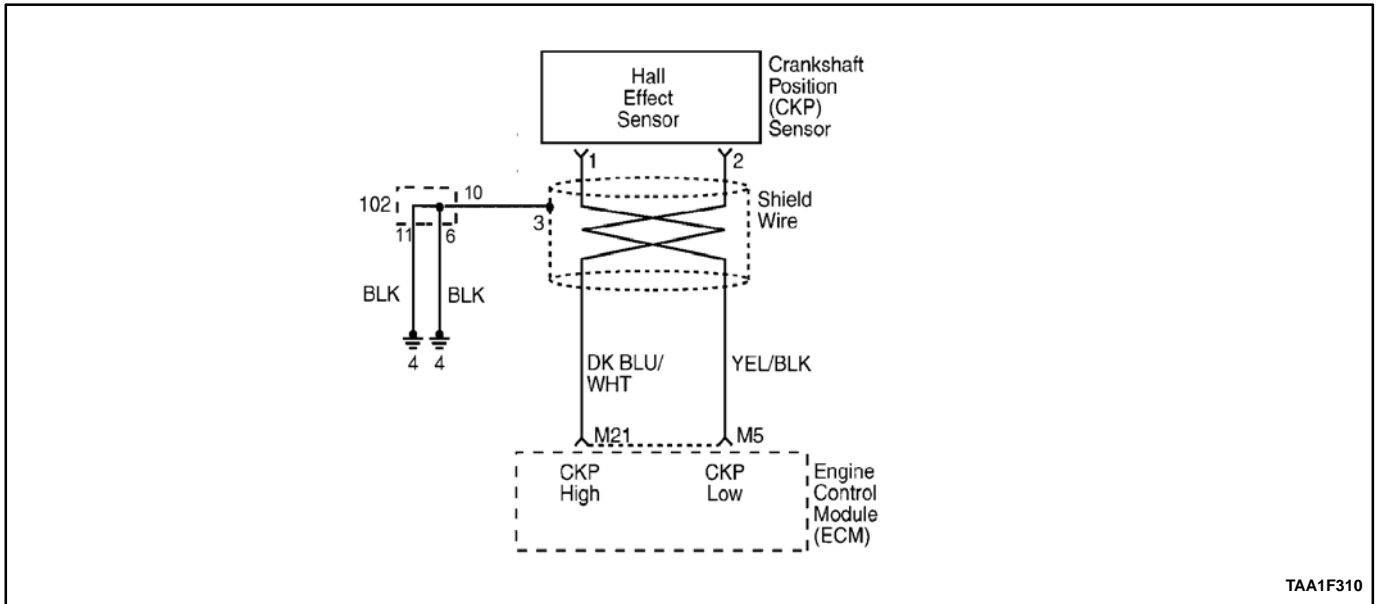 Hall
Effect
Sensor
Crankshaft
Position
(CKP)
Sensor
1
2
102
10
3
Shield
Wire
11
6
BLK
BLK
4
4
DK BLU/
WHT
YEL/BLK
M21
M5
CKP
High
CKP
Low
Engine
Control
Module
(ECM)
TAA1F310